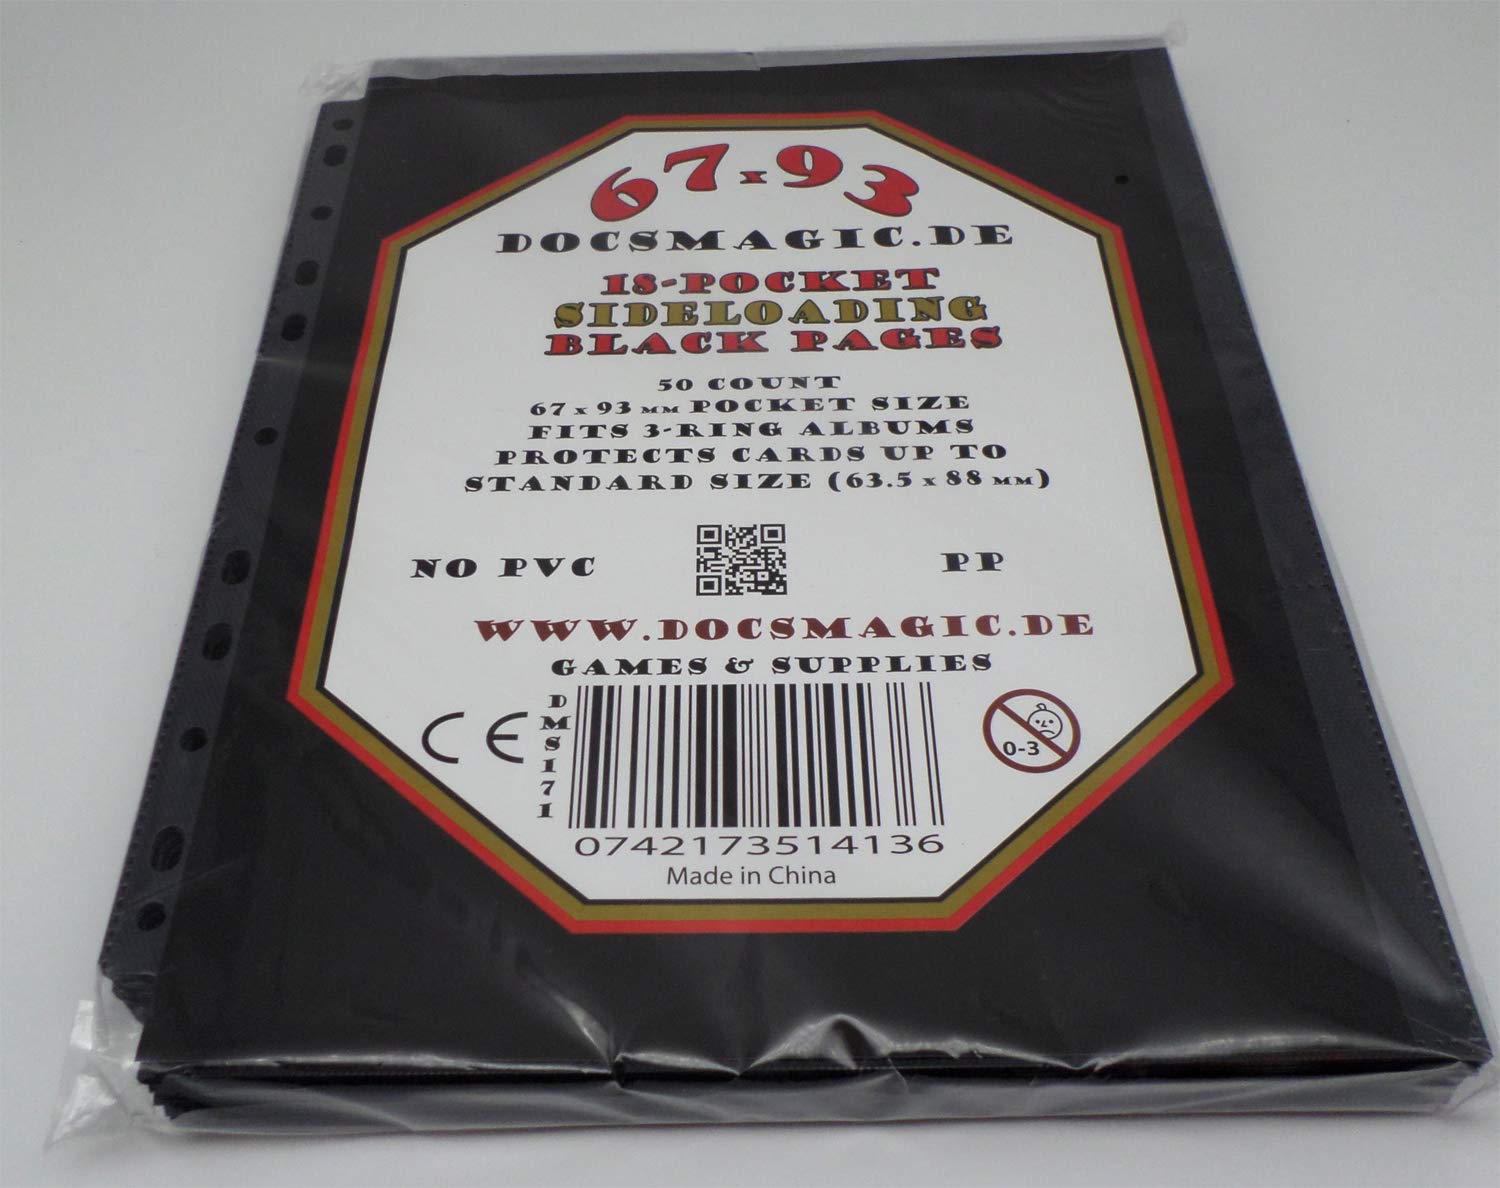 67x93
DOCSMAGIC.DE
18-POCKET
SIDELOADING
BLACK PAGES
50 COUNT
67 x 93 MM POCKET SIZE
FITS 3-RING ALBUMS
PROTECTS CARDS UP TO
STANDARD SIZE (63.5 x 88 MM)
NO PVC
PP
WWW.DOCSMAGIC.DE
GAMES & SUPPLIES
CE
DMS171
0-3
0742173514136
Made in China